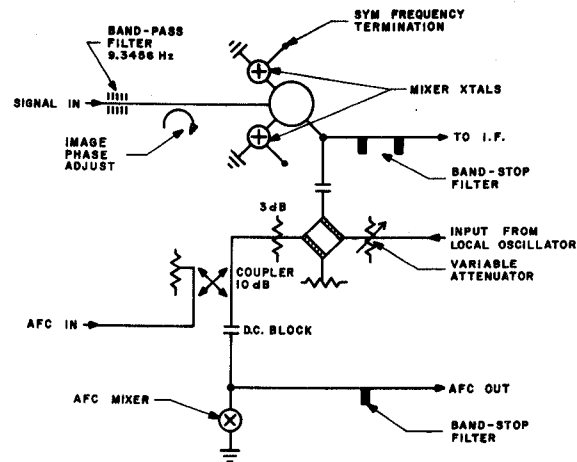 BAND-PASS
FILTER
9.3456 Hz
SYM FREQUENCY
TERMINATION
MIXER XTALS
SIGNAL IN
IMAGE
PHASE
ADJUST
TO I.F.
BAND-STOP
FILTER
3 dB
INPUT FROM
LOCAL OSCILLATOR
VARIABLE
ATTENUATOR
COUPLER
10 dB
AFC IN
D.C. BLOCK
AFC OUT
AFC MIXER
BAND-STOP
FILTER